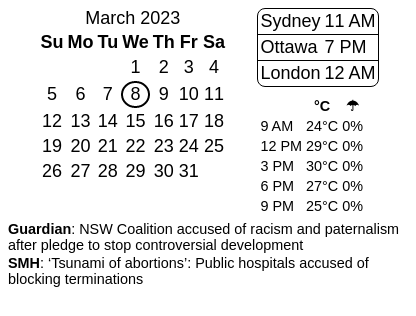 March 2023
Su Mo Tu We Th Fr Sa
1 2 3 4
5 6 7 8 9 10 11
12 13 14 15 16 17 18
19 20 21 22 23 24 25
26 27 28 29 30 31
Sydney 11 AM
Ottawa 7 PM
London 12 AM
°C ☂
9 AM 24°C 0%
12 PM 29°C 0%
3 PM 30°C 0%
6 PM 27°C 0%
9 PM 25°C 0%
Guardian: NSW Coalition accused of racism and paternalism
after pledge to stop controversial development
SMH: ‘Tsunami of abortions’: Public hospitals accused of
blocking terminations